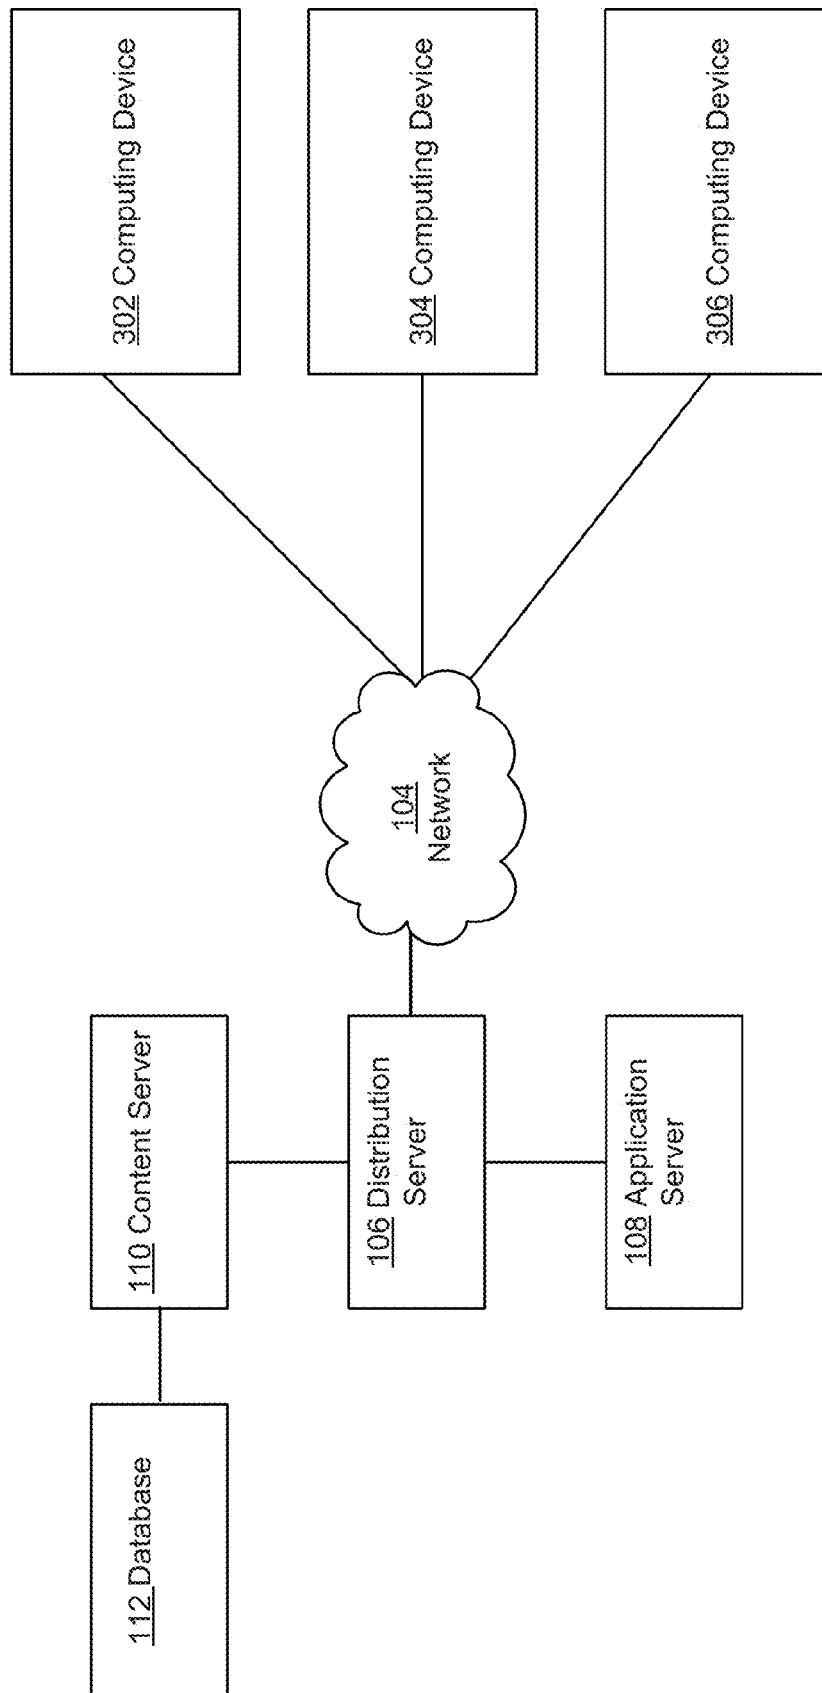 112 Database
110 Content Server
106 Distribution
Server
108 Application
Server
104
Network
302 Computing Device
304 Computing Device
306 Computing Device